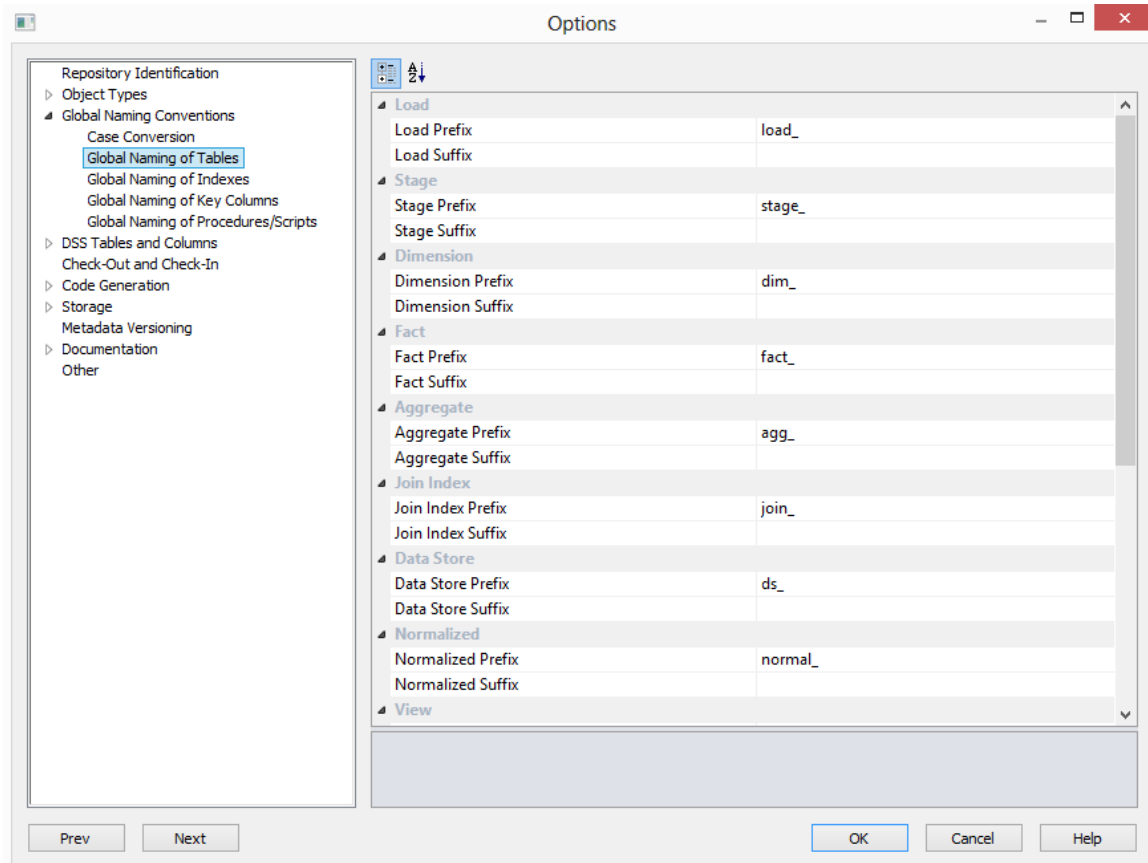 Options
Repository Identification
Object Types
Global Naming Conventions
Case Conversion
Global Naming of Tables
Global Naming of Indexes
Global Naming of Key Columns
Global Naming of Procedures/Scripts
DSS Tables and Columns
Check-Out and Check-In
Code Generation
Storage
Metadata Versioning
Documentation
Other
Load
Load Prefix load_
Load Suffix
Stage
Stage Prefix stage_
Stage Suffix
Dimension
Dimension Prefix dim_
Dimension Suffix
Fact
Fact Prefix fact_
Fact Suffix
Aggregate
Aggregate Prefix agg_
Aggregate Suffix
Join Index
Join Index Prefix join_
Join Index Suffix
Data Store
Data Store Prefix ds_
Data Store Suffix
Normalized
Normalized Prefix normal_
Normalized Suffix
View
Prev Next OK Cancel Help